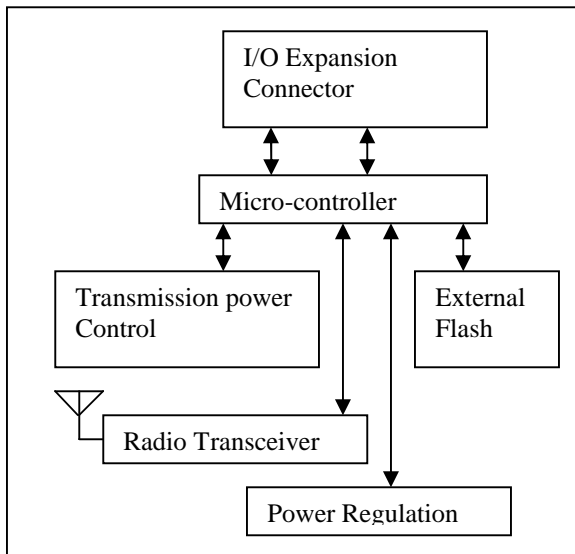 I/O Expansion
Connector
Micro-controller
Transmission power
Control
External
Flash
Radio Transceiver
Power Regulation